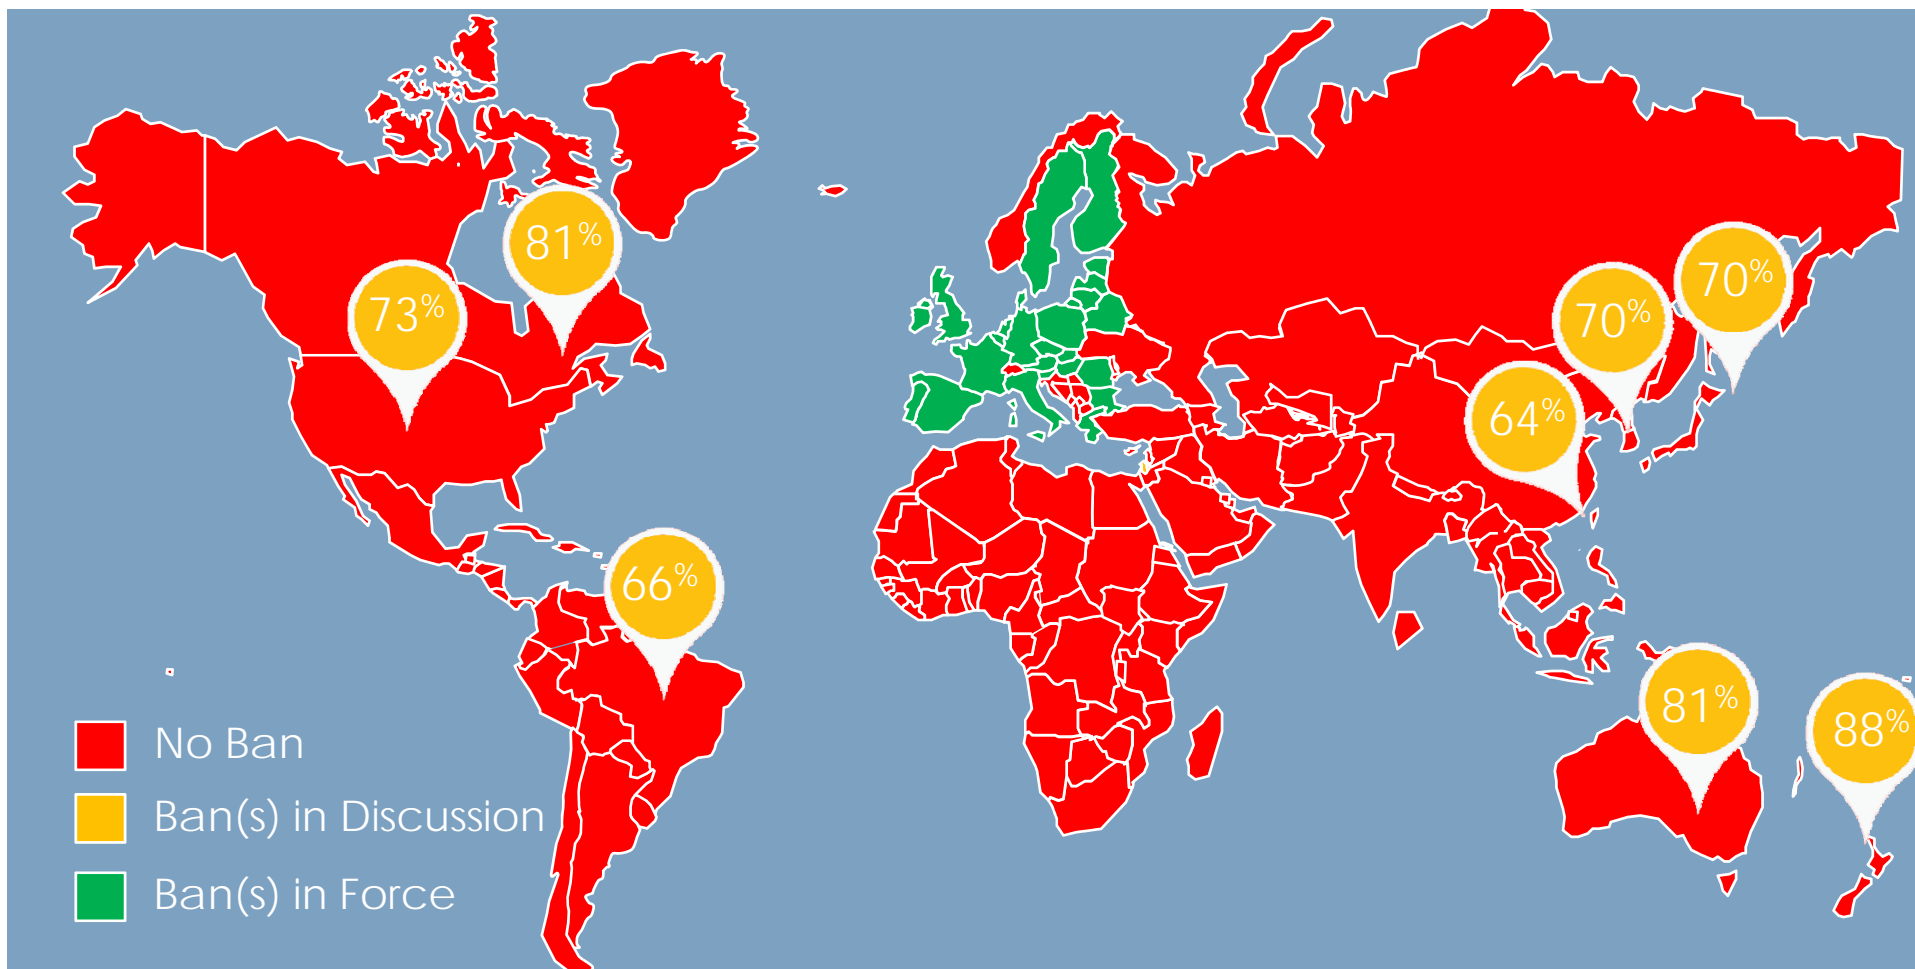 81%
73%
70%
70%
64%
66%
81%
88%
No Ban
Ban(s) in Discussion
Ban(s) in Force